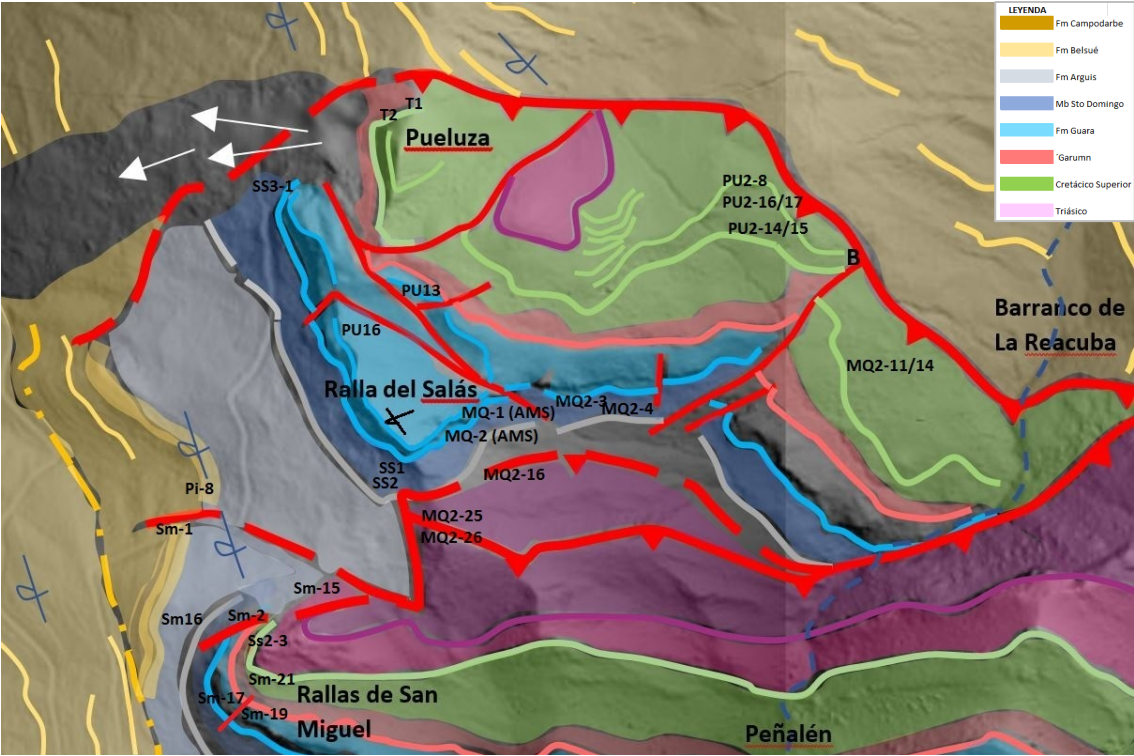 LEYENDA
Fm Campodarbe
Fm Belsué
Fm Arguis
Mb Sto Domingo
Fm Guara
´Garumn
Cretácico Superior
Triásico
T1
T2
Pueluza
SS3-1
PU2-8
PU2-16/17
PU2-14/15
B
PU13
PU16
Barranco de
La Reacuba
MQ2-11/14
Ralla del Salás
MQ2-3
MQ2-4
MQ-1 (AMS)
MQ-2 (AMS)
SS1
SS2
MQ2-16
Pi-8
MQ2-25
MQ2-26
Sm-1
Sm-15
Sm16
Sm-2
Ss2-3
Sm-21
Sm-17
Sm-19
Rallas de San
Miguel
Peñalén